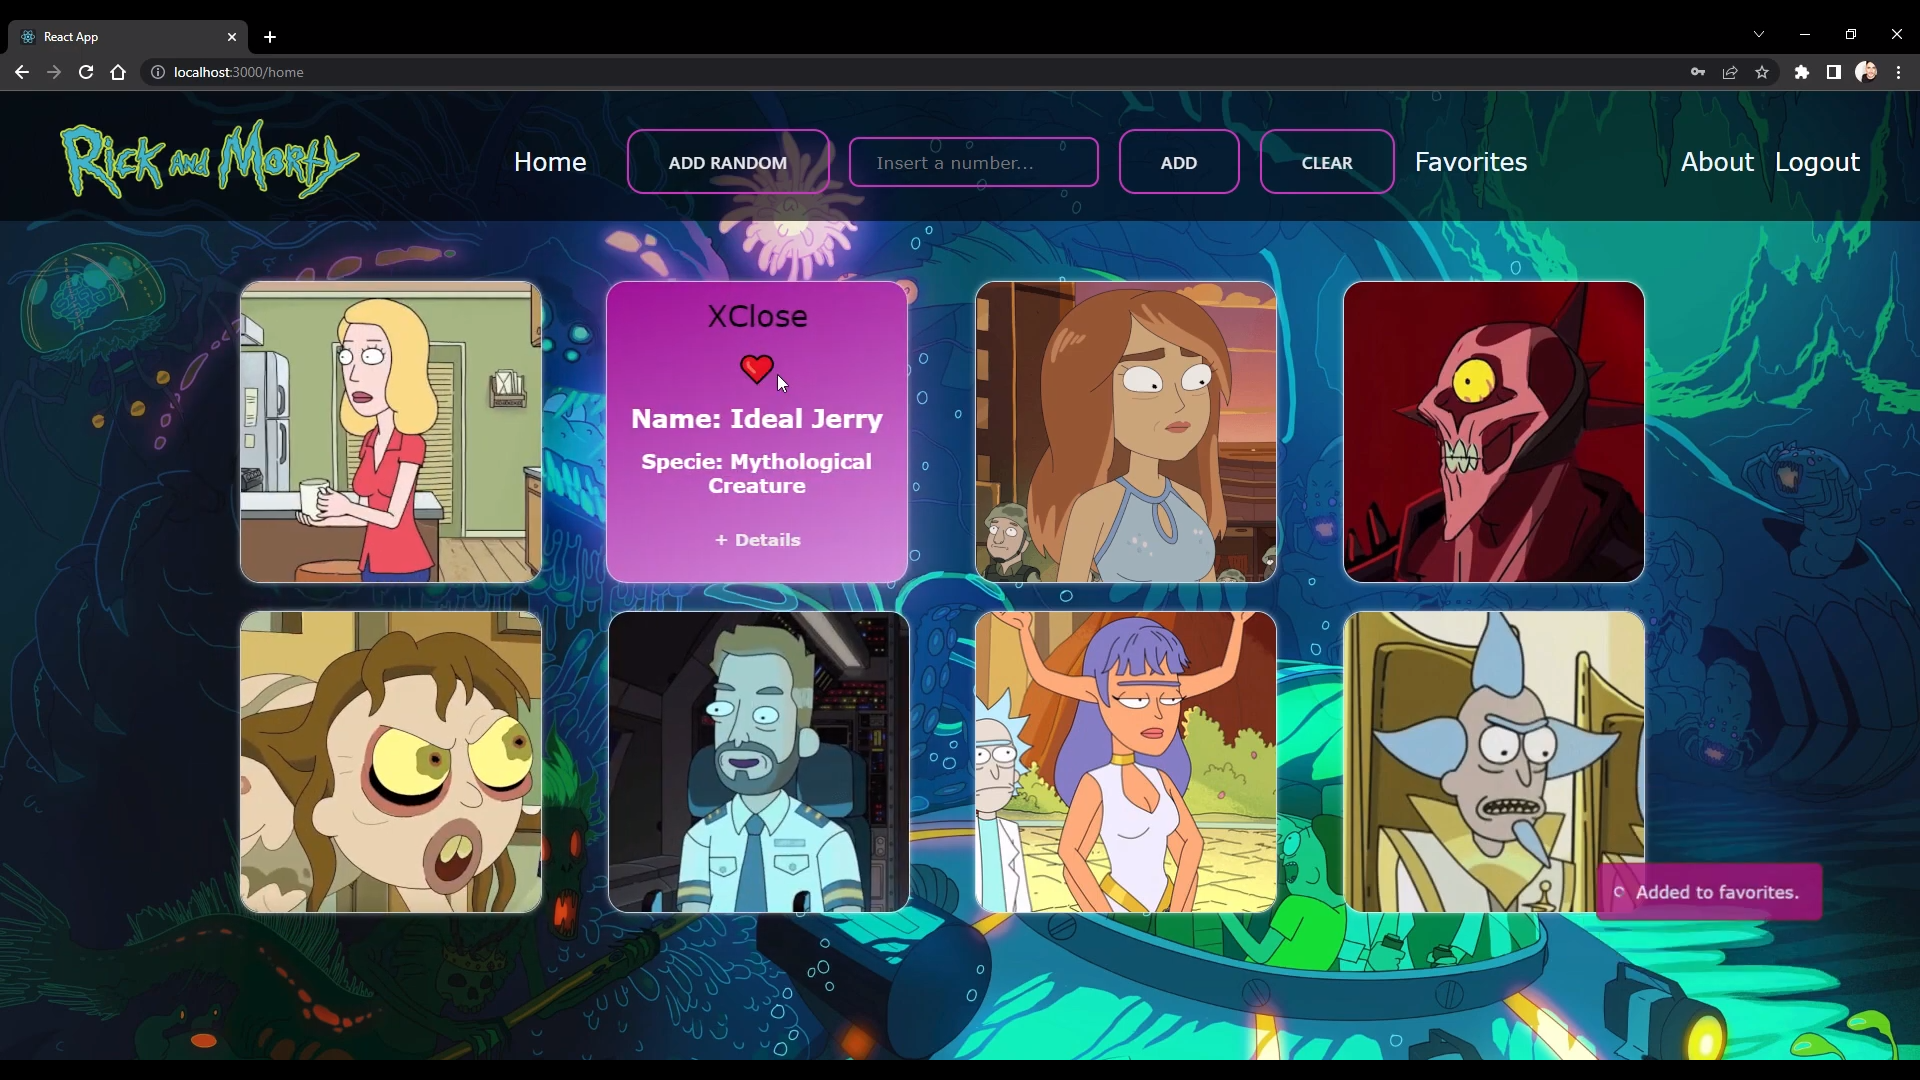 React App
localhost:3000/home
Rick and Morty
Home
ADD RANDOM
Insert a number...
ADD
CLEAR
Favorites
About
Logout
XClose
Name: Ideal Jerry
Specie: Mythological
Creature
+ Details
Added to favorites.